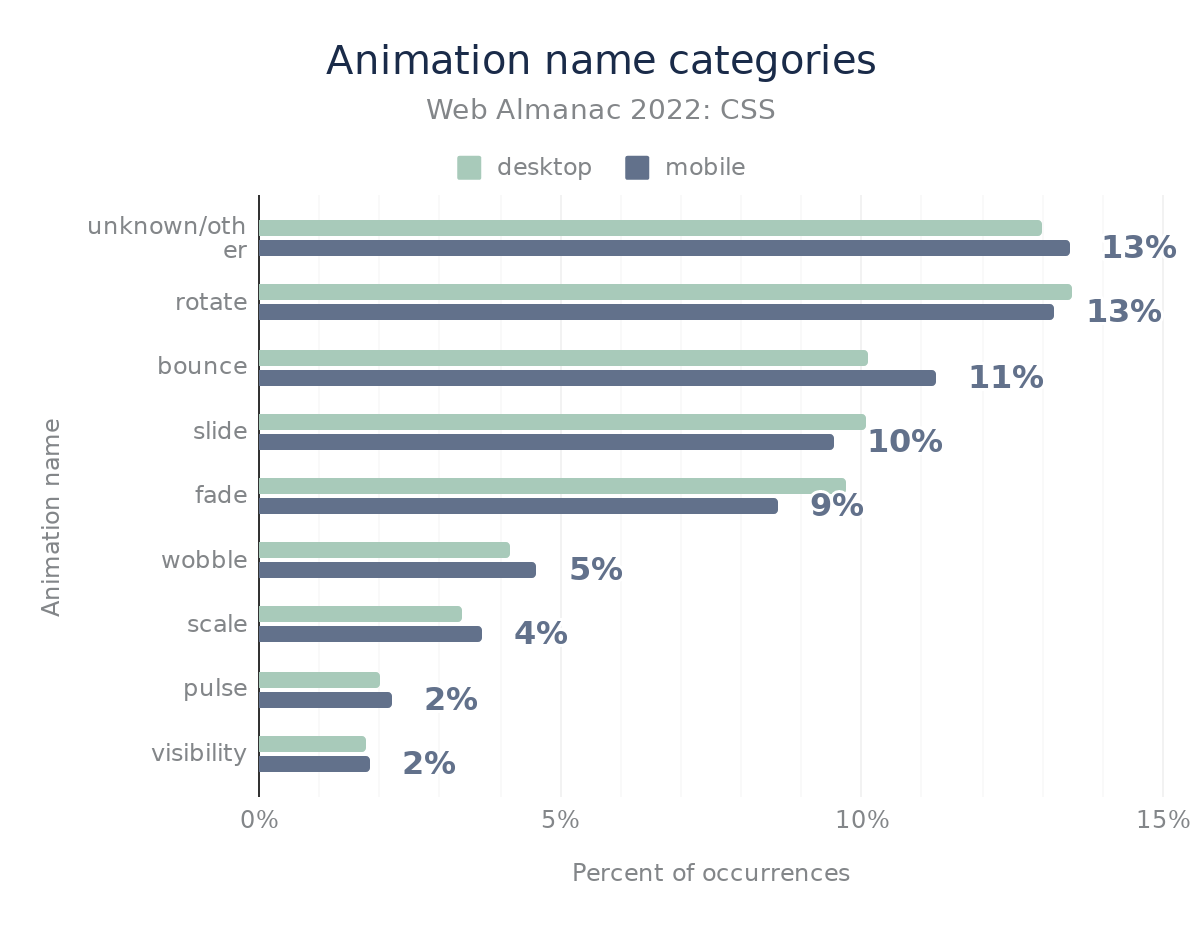 Animation name categories
Web Almanac 2022: CSS
desktop mobile
unknown/oth
er
13%
rotate 13%
bounce 11%
slide 10%
fade 9%
wobble 5%
scale 4%
pulse 2%
visibility 2%
Animation name
0% 5% 10% 15%
Percent of occurrences